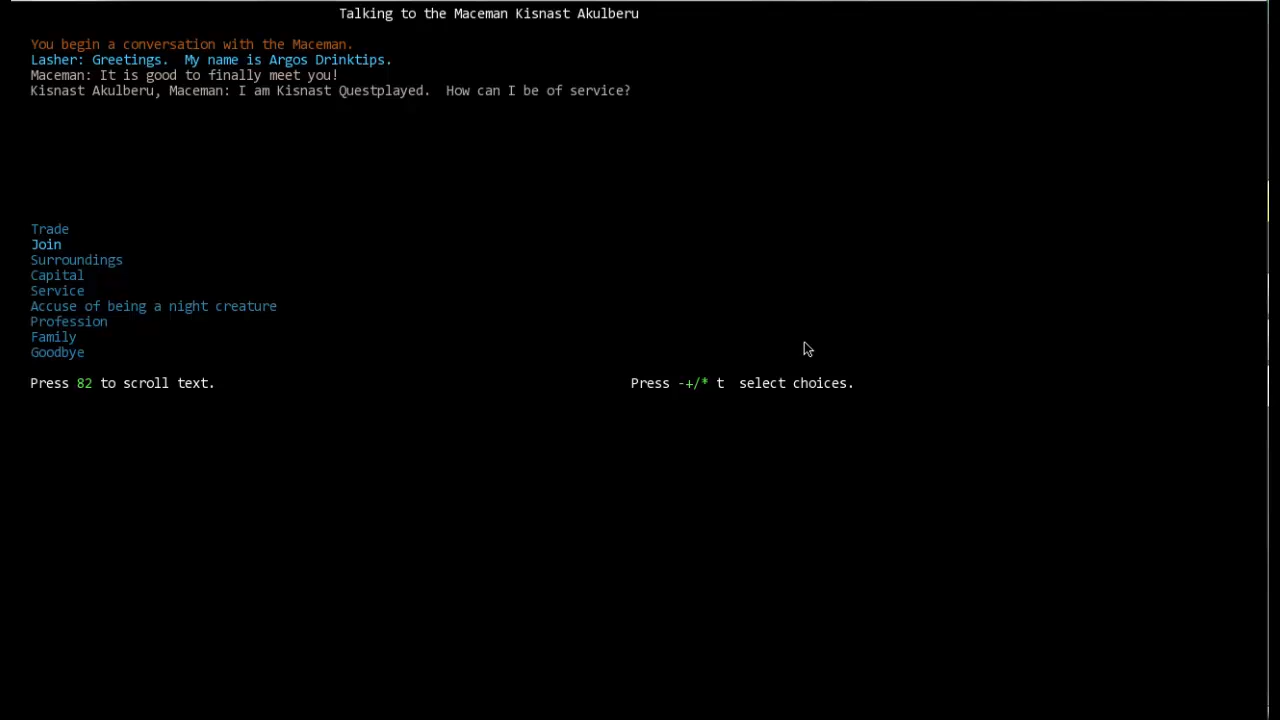 Talking to the Maceman Kisnast Akulberu
You begin a conversation with the Maceman.
Lasher: Greetings.  My name is Argos Drinktips.
Maceman: It is good to finally meet you!
Kisnast Akulberu, Maceman: I am Kisnast Questplayed.  How can I be of service?
Trade
Join
Surroundings
Capital
Service
Accuse of being a night creature
Profession
Family
Goodbye
Press 82 to scroll text.
Press -+/* t  select choices.